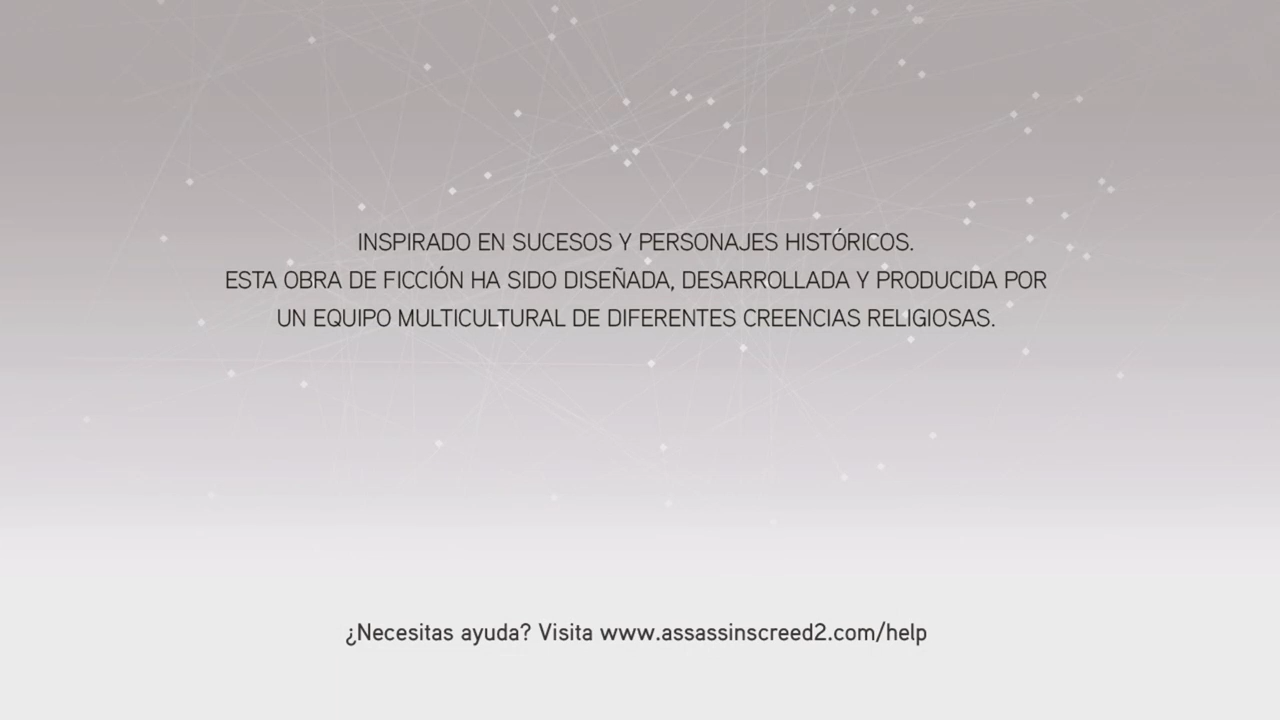 INSPIRADO EN SUCESOS Y PERSONAJES HISTÓRICOS.
ESTA OBRA DE FICCIÓN HA SIDO DISEÑADA, DESARROLLADA Y PRODUCIDA POR
UN EQUIPO MULTICULTURAL DE DIFERENTES CREENCIAS RELIGIOSAS.
¿Necesitas ayuda? Visita www.assassinscreed2.com/help